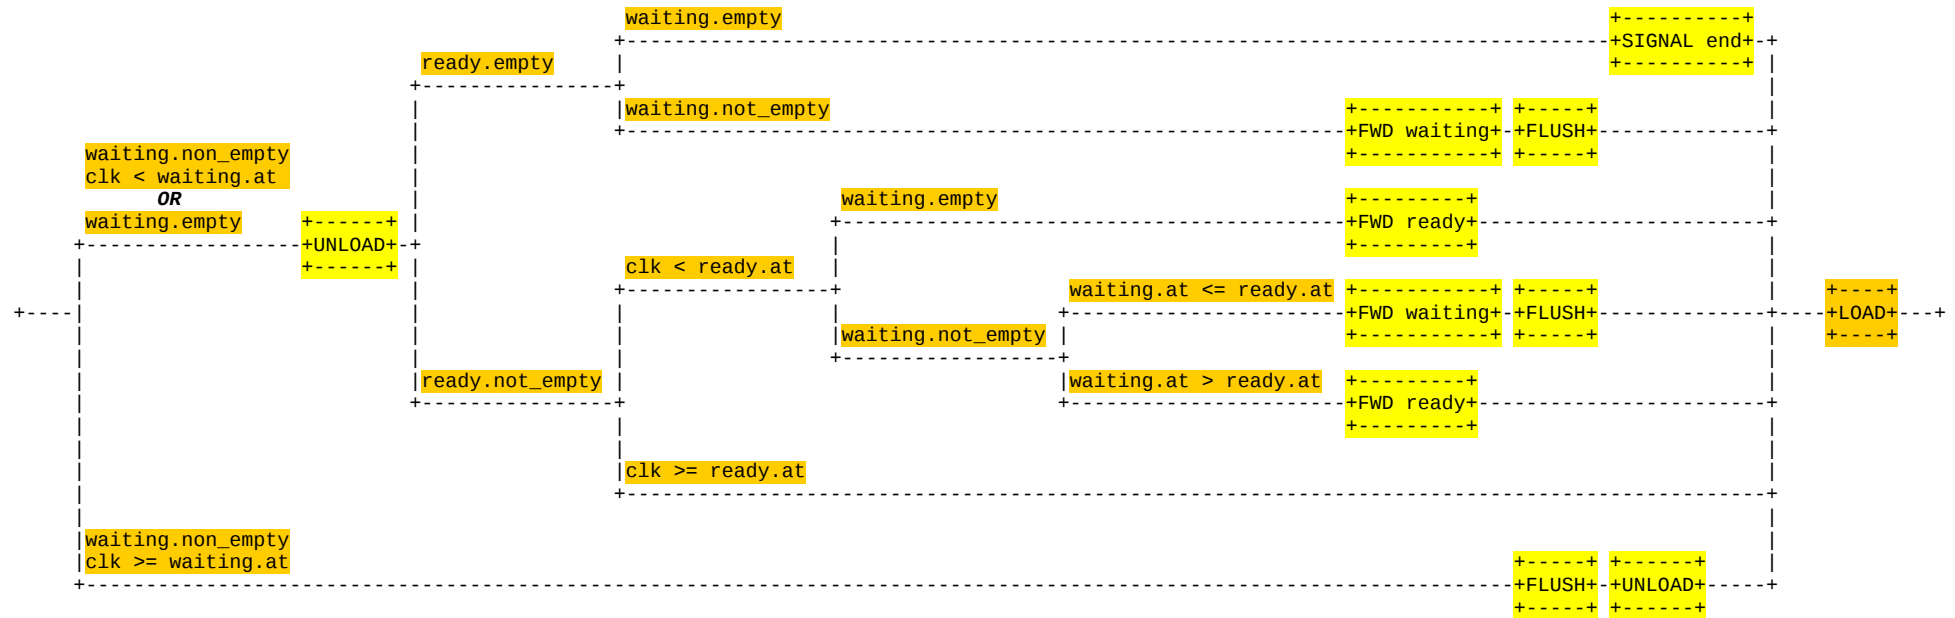 waiting.empty
SIGNAL end
ready.empty
waiting.not_empty
FWD waiting FLUSH
waiting.non_empty
clk < waiting.at
OR
waiting.empty
UNLOAD
waiting.empty
FWD ready
clk < ready.at
waiting.at <= ready.at
FWD waiting FLUSH
LOAD
waiting.not_empty
ready.not_empty
waiting.at > ready.at
FWD ready
clk >= ready.at
waiting.non_empty
clk >= waiting.at
FLUSH UNLOAD